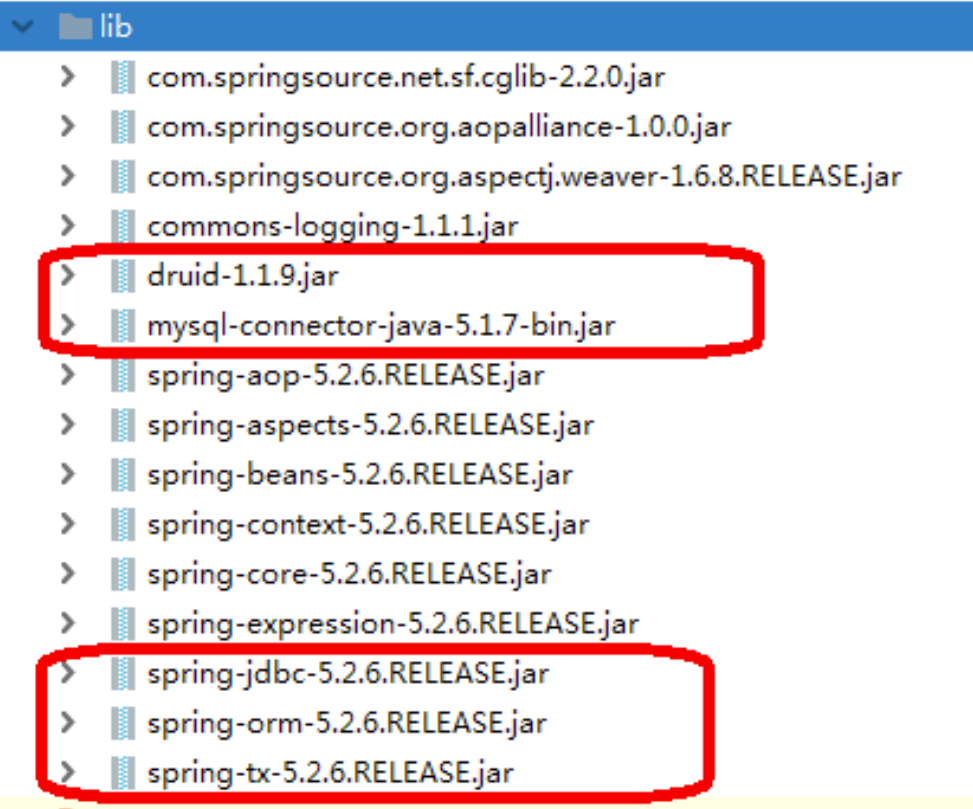 lib
com.springsource.net.sf.cglib-2.2.0.jar
com.springsource.org.aopalliance-1.0.0.jar
com.springsource.org.aspectj.weaver-1.6.8.RELEASE.jar
commons-logging-1.1.1.jar
druid-1.1.9.jar
mysql-connector-java-5.1.7-bin.jar
spring-aop-5.2.6.RELEASE.jar
spring-aspects-5.2.6.RELEASE.jar
spring-beans-5.2.6.RELEASE.jar
spring-context-5.2.6.RELEASE.jar
spring-core-5.2.6.RELEASE.jar
spring-expression-5.2.6.RELEASE.jar
spring-jdbc-5.2.6.RELEASE.jar
spring-orm-5.2.6.RELEASE.jar
spring-tx-5.2.6.RELEASE.jar